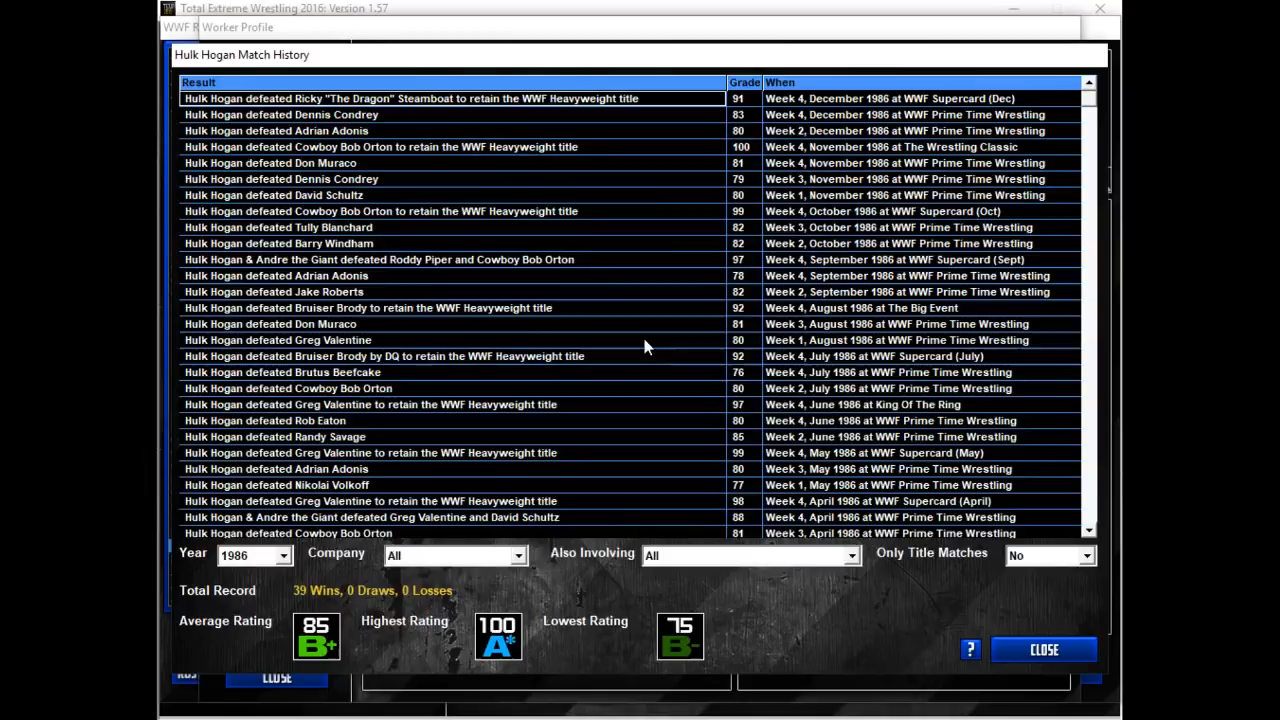 Total Extreme Wrestling 2016: Version 1.57
WWF R Worker Profile
Hulk Hogan Match History
Result Grade When
Hulk Hogan defeated Ricky "The Dragon" Steamboat to retain the WWF Heavyweight title 91 Week 4, December 1986 at WWF Supercard (Dec)
Hulk Hogan defeated Dennis Condrey 83 Week 4, December 1986 at WWF Prime Time Wrestling
Hulk Hogan defeated Adrian Adonis 80 Week 2, December 1986 at WWF Prime Time Wrestling
Hulk Hogan defeated Cowboy Bob Orton to retain the WWF Heavyweight title 100 Week 4, November 1986 at The Wrestling Classic
Hulk Hogan defeated Don Muraco 81 Week 4, November 1986 at WWF Prime Time Wrestling
Hulk Hogan defeated Dennis Condrey 79 Week 3, November 1986 at WWF Prime Time Wrestling
Hulk Hogan defeated David Schultz 80 Week 1, November 1986 at WWF Prime Time Wrestling
Hulk Hogan defeated Cowboy Bob Orton to retain the WWF Heavyweight title 99 Week 4, October 1986 at WWF Supercard (Oct)
Hulk Hogan defeated Tully Blanchard 82 Week 3, October 1986 at WWF Prime Time Wrestling
Hulk Hogan defeated Barry Windham 82 Week 2, October 1986 at WWF Prime Time Wrestling
Hulk Hogan & Andre the Giant defeated Roddy Piper and Cowboy Bob Orton 97 Week 4, September 1986 at WWF Supercard (Sept)
Hulk Hogan defeated Adrian Adonis 78 Week 4, September 1986 at WWF Prime Time Wrestling
Hulk Hogan defeated Jake Roberts 82 Week 2, September 1986 at WWF Prime Time Wrestling
Hulk Hogan defeated Bruiser Brody to retain the WWF Heavyweight title 92 Week 4, August 1986 at The Big Event
Hulk Hogan defeated Don Muraco 81 Week 3, August 1986 at WWF Prime Time Wrestling
Hulk Hogan defeated Greg Valentine 80 Week 1, August 1986 at WWF Prime Time Wrestling
Hulk Hogan defeated Bruiser Brody by DQ to retain the WWF Heavyweight title 92 Week 4, July 1986 at WWF Supercard (July)
Hulk Hogan defeated Brutus Beefcake 76 Week 4, July 1986 at WWF Prime Time Wrestling
Hulk Hogan defeated Cowboy Bob Orton 80 Week 2, July 1986 at WWF Prime Time Wrestling
Hulk Hogan defeated Greg Valentine to retain the WWF Heavyweight title 97 Week 4, June 1986 at King Of The Ring
Hulk Hogan defeated Rob Eaton 80 Week 4, June 1986 at WWF Prime Time Wrestling
Hulk Hogan defeated Randy Savage 85 Week 2, June 1986 at WWF Prime Time Wrestling
Hulk Hogan defeated Greg Valentine to retain the WWF Heavyweight title 99 Week 4, May 1986 at WWF Supercard (May)
Hulk Hogan defeated Adrian Adonis 80 Week 3, May 1986 at WWF Prime Time Wrestling
Hulk Hogan defeated Nikolai Volkoff 77 Week 1, May 1986 at WWF Prime Time Wrestling
Hulk Hogan defeated Greg Valentine to retain the WWF Heavyweight title 98 Week 4, April 1986 at WWF Supercard (April)
Hulk Hogan & Andre the Giant defeated Greg Valentine and David Schultz 88 Week 4, April 1986 at WWF Prime Time Wrestling
Hulk Hogan defeated Cowboy Bob Orton 81 Week 3, April 1986 at WWF Prime Time Wrestling
Year 1986 Company All Also Involving All Only Title Matches No
Total Record 39 Wins, 0 Draws, 0 Losses
Average Rating 85 B+ Highest Rating 100 A* Lowest Rating 75 B-
? CLOSE
CLOSE